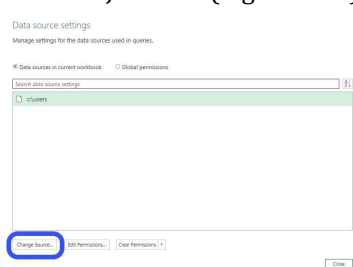 Data source settings
Manage settings for the data sources used in queries.
Data sources in current workbook Global permissions
Search data source settings
c:\users
Change Source... Edit Permissions... Clear Permissions
Close